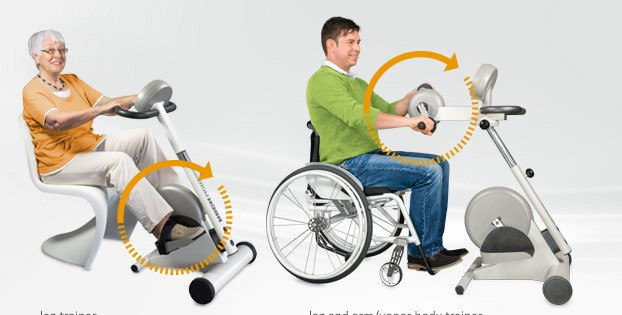 leg trainer
leg and arm/upper body trainer